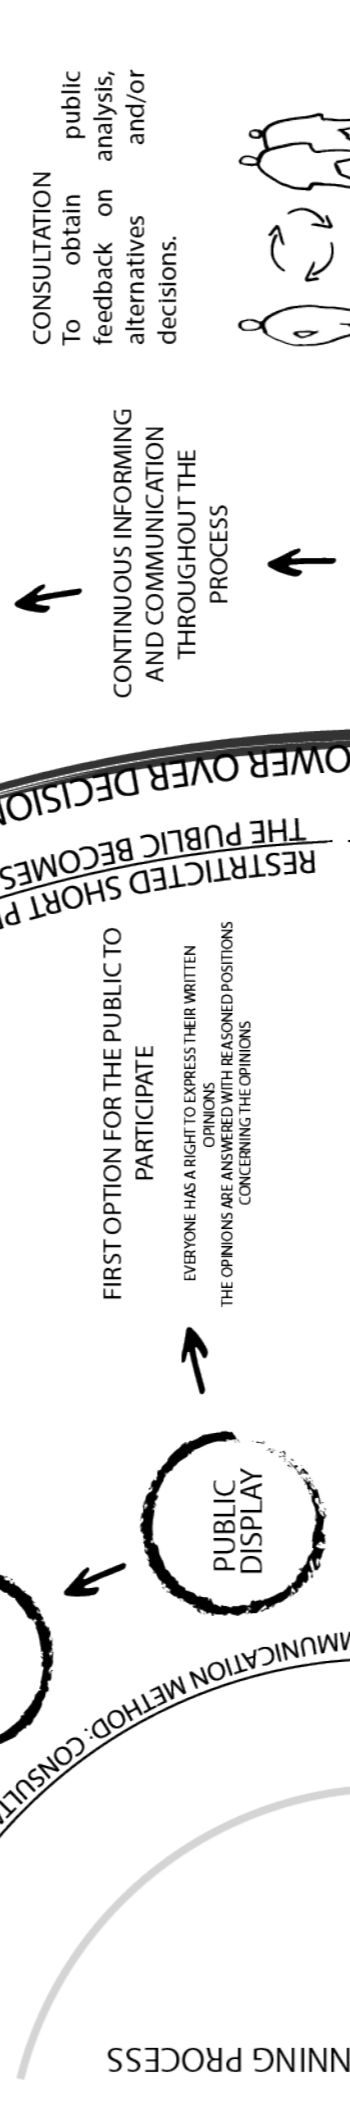 CONSULTATION
To obtain public
feedback on analysis,
alternatives and/or
decisions.
CONTINUOUS INFORMING
AND COMMUNICATION
THROUGHOUT THE
PROCESS
OWER OVER DECISION
THE PUBLIC BECOMES
RESTRICTED SHORT P
FIRST OPTION FOR THE PUBLIC TO
PARTICIPATE
EVERYONE HAS A RIGHT TO EXPRESS THEIR WRITTEN
OPINIONS
THE OPINIONS ARE ANSWERED WITH REASONED POSITIONS
CONCERNING THE OPINIONS
PUBLIC
DISPLAY
MMUNICATION METHOD: CONSULTA
NNING PROCESS